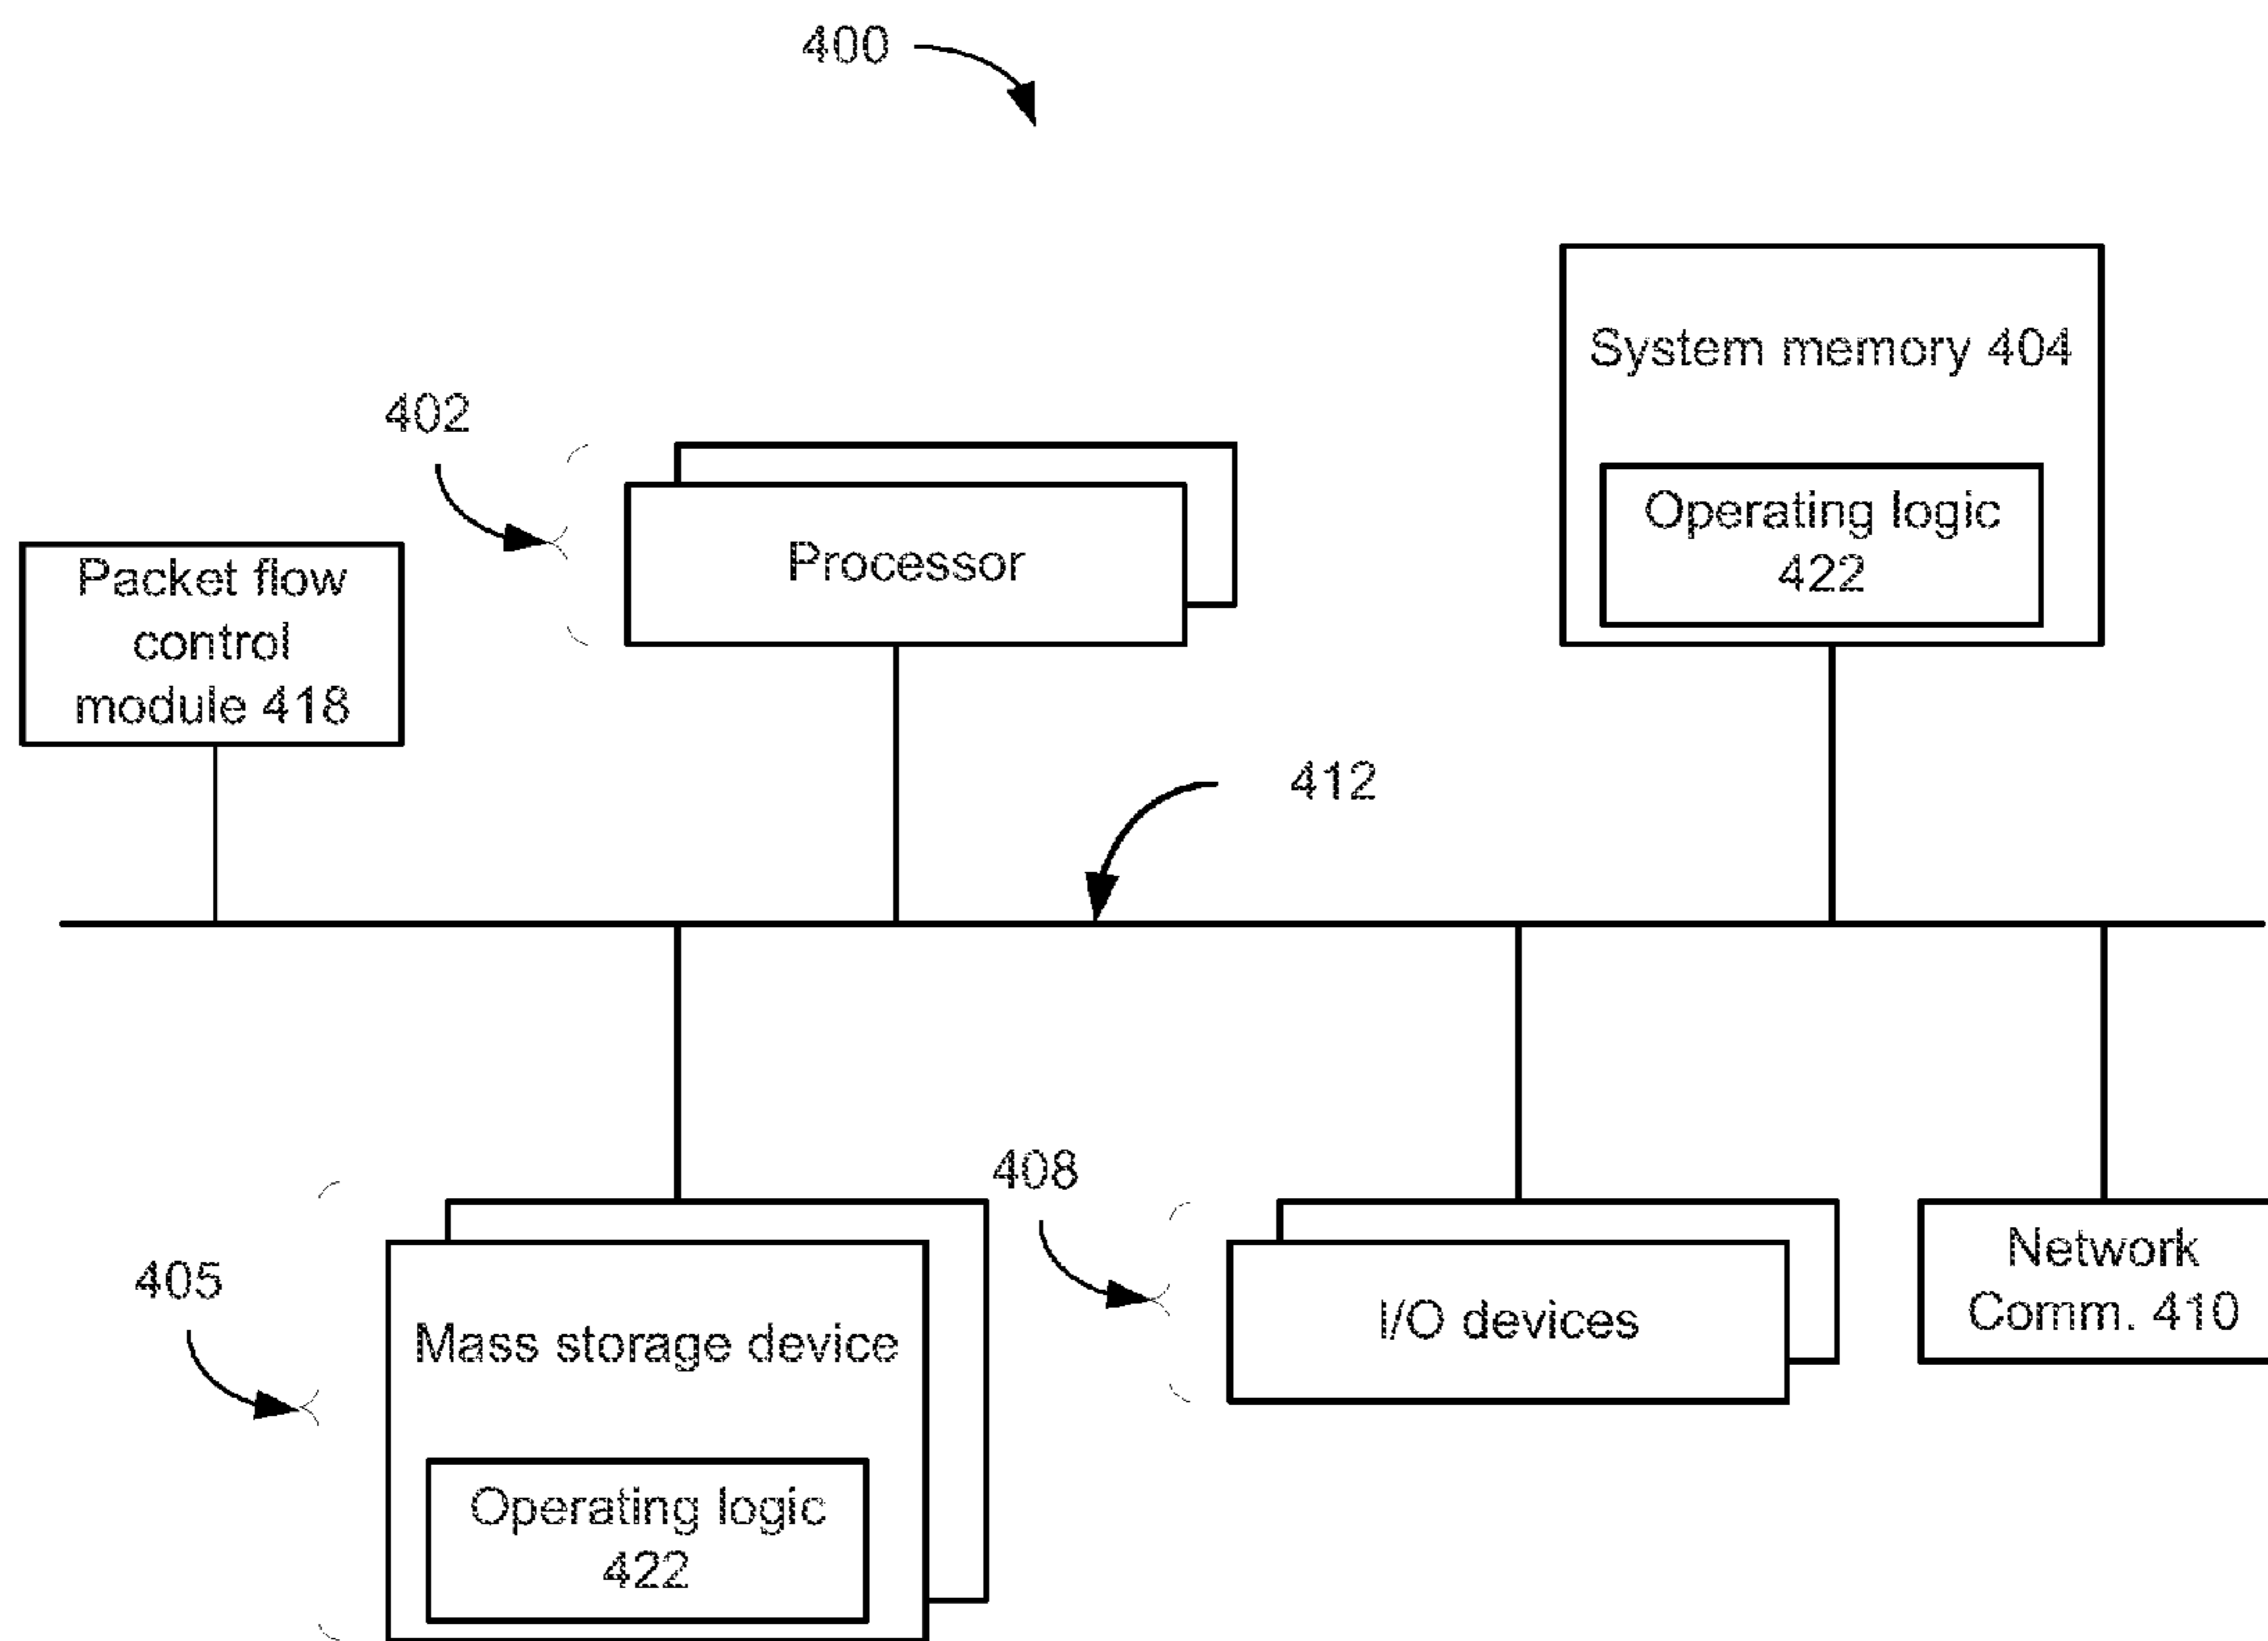 400
System memory 404
402
Operating logic
422
Processor
Packet flow
control
module 418
412
408
405
Mass storage device
Operating logic
422
I/O devices
Network
Comm. 410